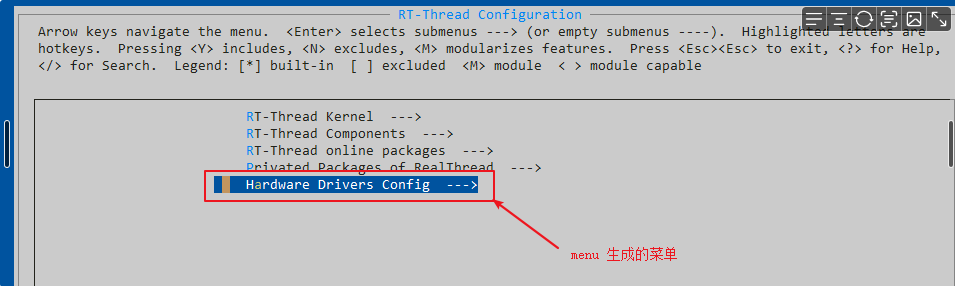 RT-Thread Configuration
Arrow keys navigate the menu.  <Enter> selects submenus ---> (or empty submenus ----).  Highlighted letters are
hotkeys.  Pressing <Y> includes, <N> excludes, <M> modularizes features.  Press <Esc><Esc> to exit, <?> for Help,
</> for Search.  Legend: [*] built-in  [ ] excluded  <M> module  < > module capable
RT-Thread Kernel  --->
RT-Thread Components  --->
RT-Thread online packages  --->
Privated Packages of RealThread  --->
Hardware Drivers Config  --->
menu 生成的菜单